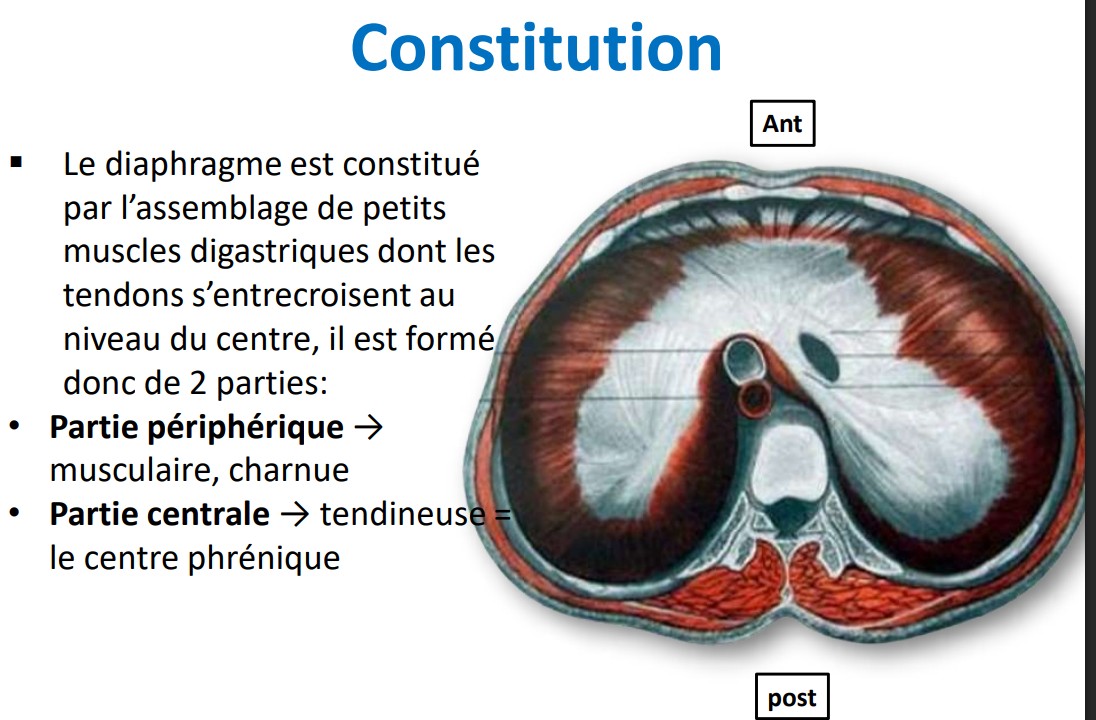 Constitution
Ant
▪ Le diaphragme est constitué
par l’assemblage de petits
muscles digastriques dont les
tendons s’entrecroisent au
niveau du centre, il est formé
donc de 2 parties:
• Partie périphérique →
musculaire, charnue
• Partie centrale → tendineuse =
le centre phrénique
post